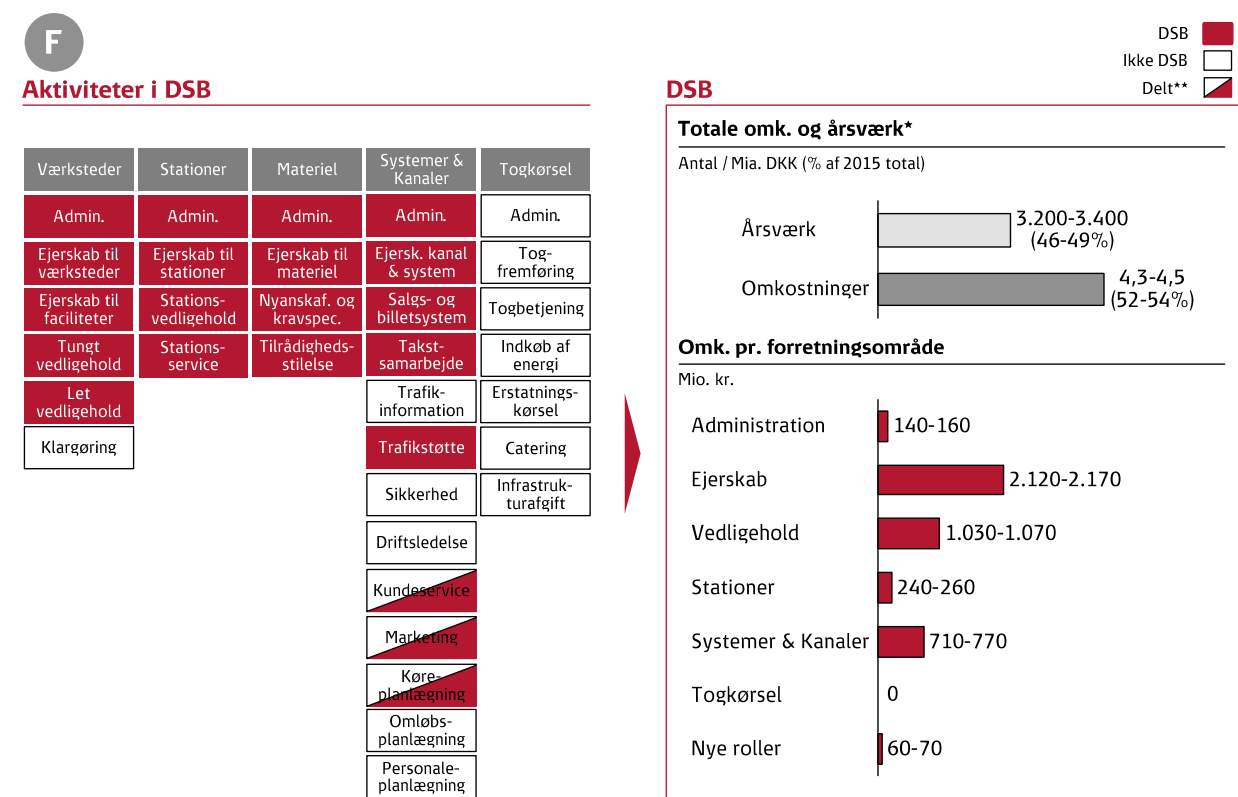 F
Aktiviteter i DSB
Værksteder
Admin.
Ejerskab til
værksteder
Ejerskab til
faciliteter
Tungt
vedligehold
Let
vedligehold
Klargøring
Stationer
Admin.
Ejerskab til
stationer
Stations-
vedligehold
Stations-
service
Materiel
Admin.
Ejerskab til
materiel
Nyanskaf. og
kravspec.
Tilrådigheds-
stilelse
Systemer &
Kanaler
Admin.
Ejersk. kanal
& system
Salgs- og
billetsystem
Takst-
samarbejde
Trafik-
information
Trafikstøtte
Sikkerhed
Driftsledelse
Kundeservice
Marketing
Køre-
planlægning
Omløbs-
planlægning
Personale-
planlægning
Togkørsel
Admin.
Tog-
fremføring
Togbetjening
Indkøb af
energi
Erstatnings-
kørsel
Catering
Infrastruk-
turafgift
DSB
Ikke DSB
Delt**
DSB
Totale omk. og årsværk*
Antal / Mia. DKK (% af 2015 total)
Årsværk
3.200-3.400
(46-49%)
Omkostninger
4,3-4,5
(52-54%)
Omk. pr. forretningsområde
Mio. kr.
Administration 140-160
Ejerskab 2.120-2.170
Vedligehold 1.030-1.070
Stationer 240-260
Systemer & Kanaler 710-770
Togkørsel 0
Nye roller 60-70